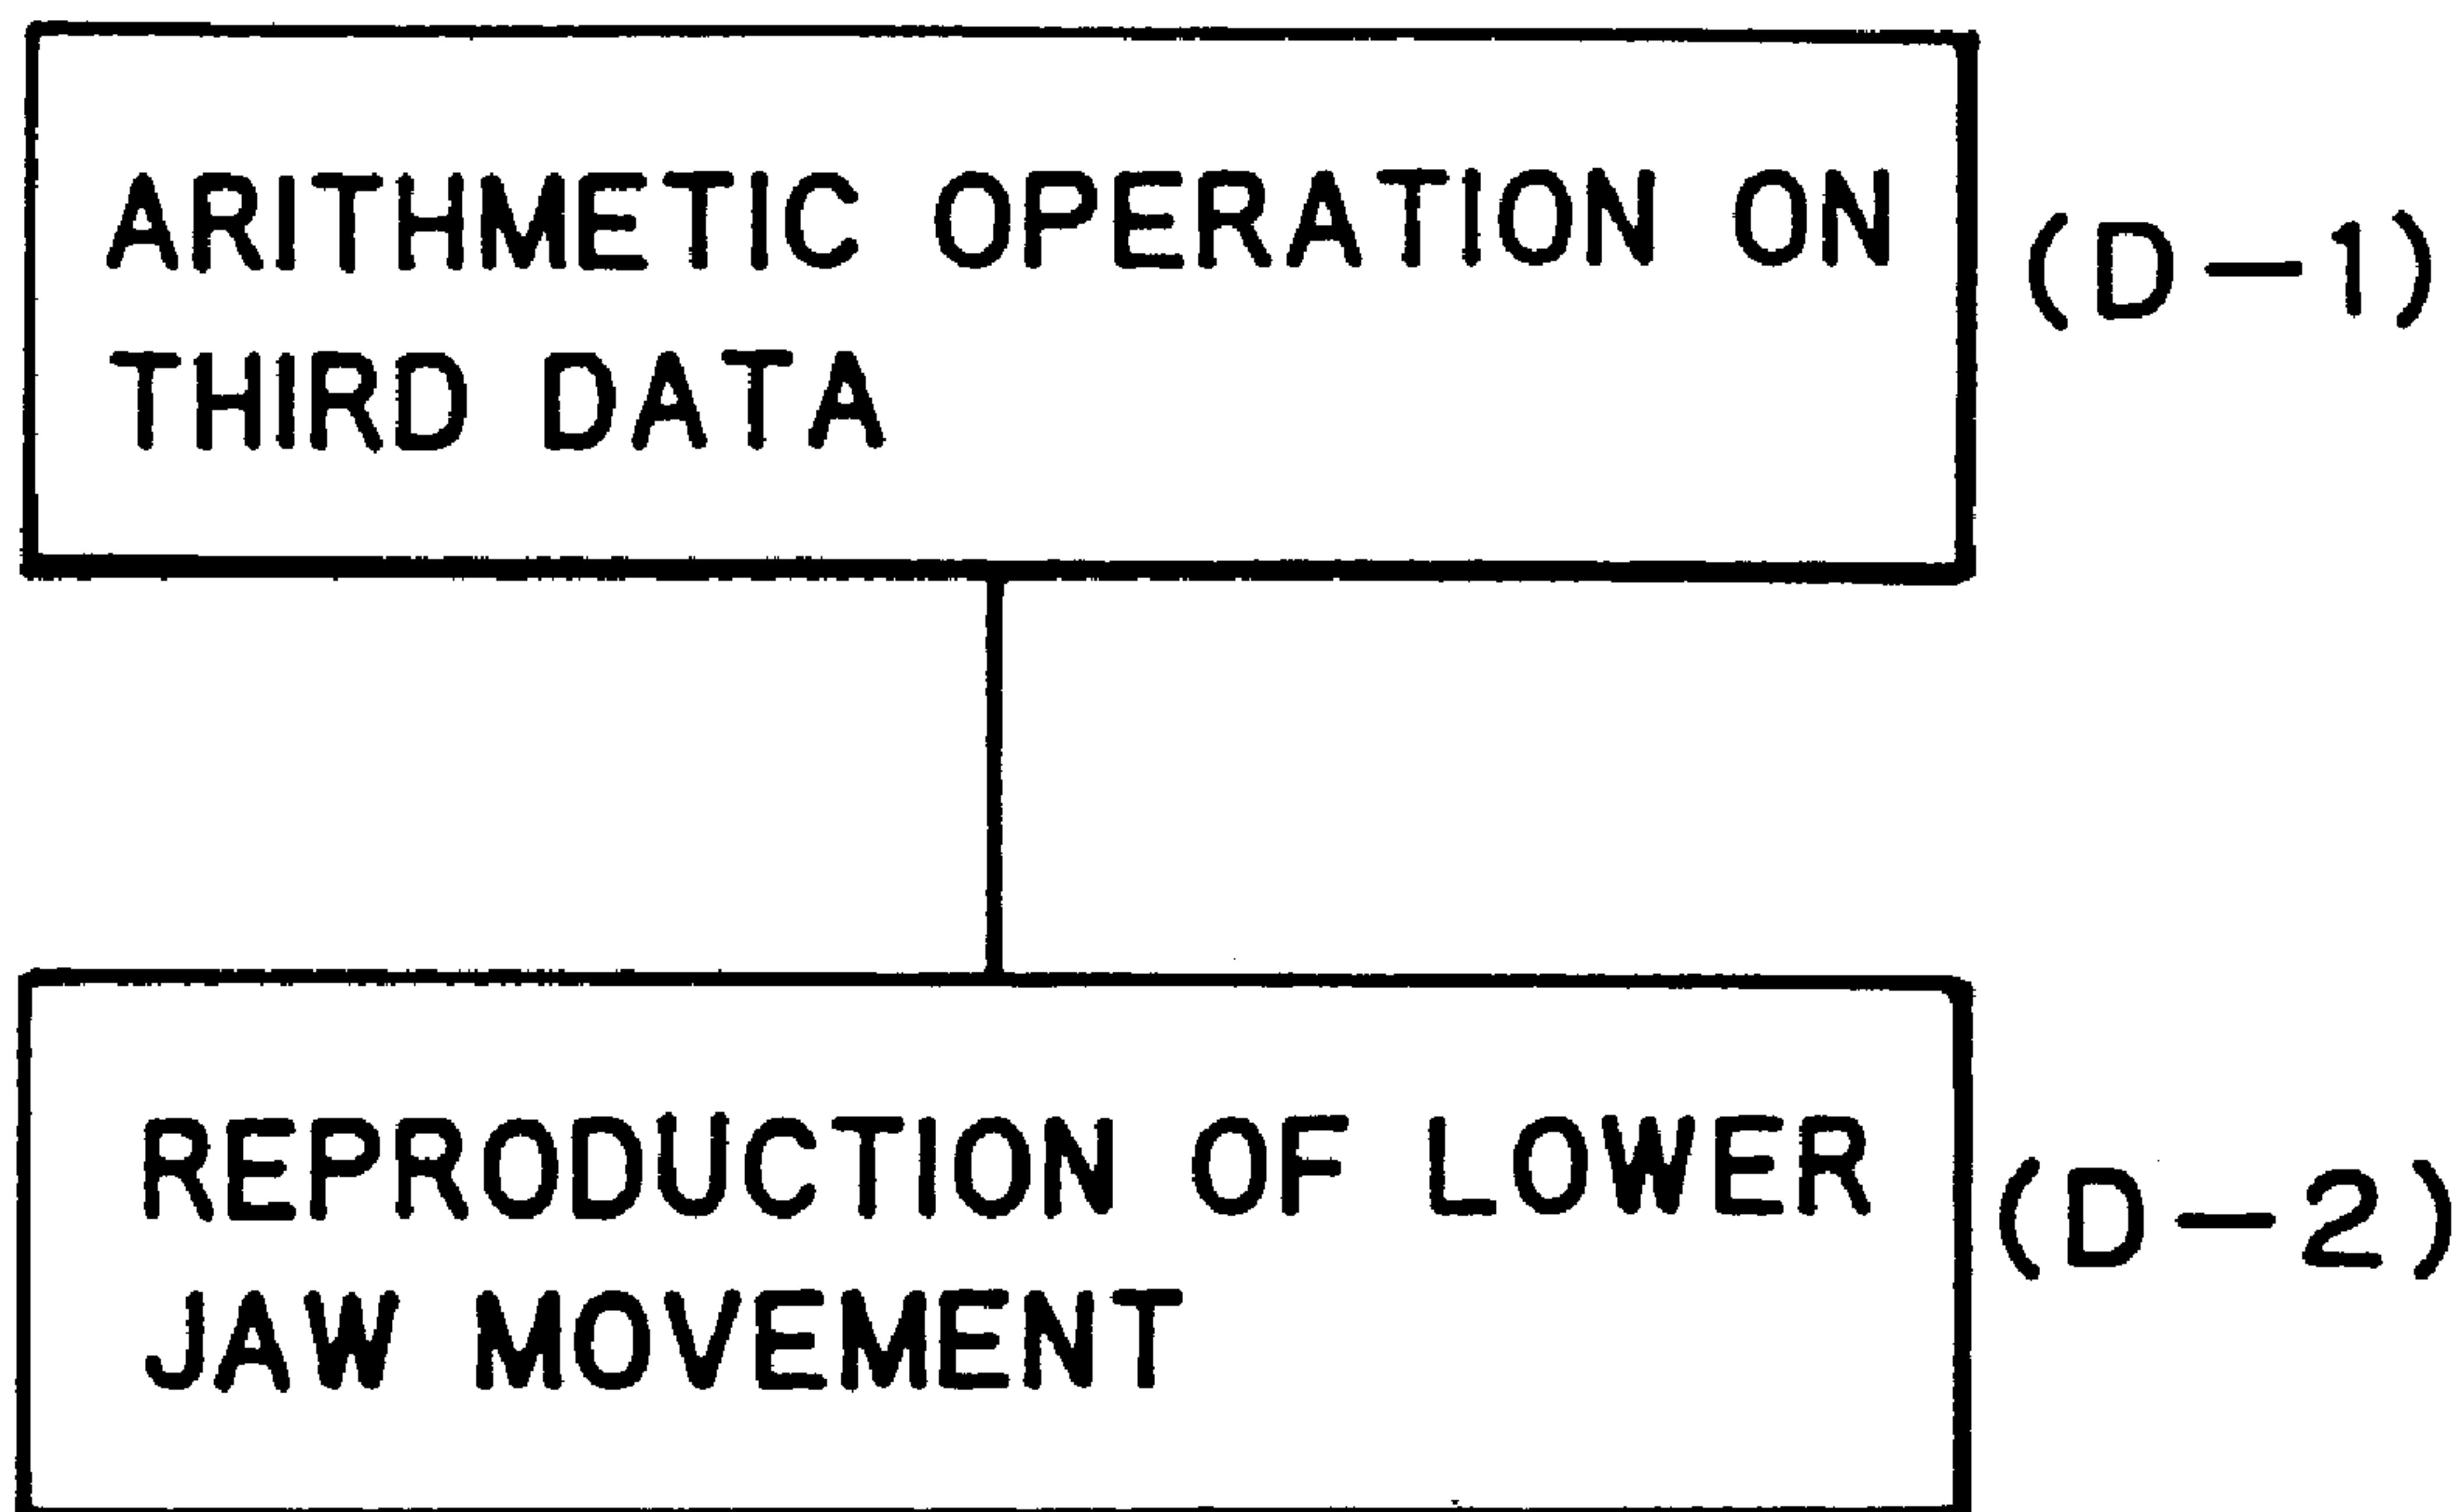 ARITHMETIC OPERATION ON
THIRD DATA
(D-1)
REPRODUCTION OF LOWER
JAW MOVEMENT
(D-2)